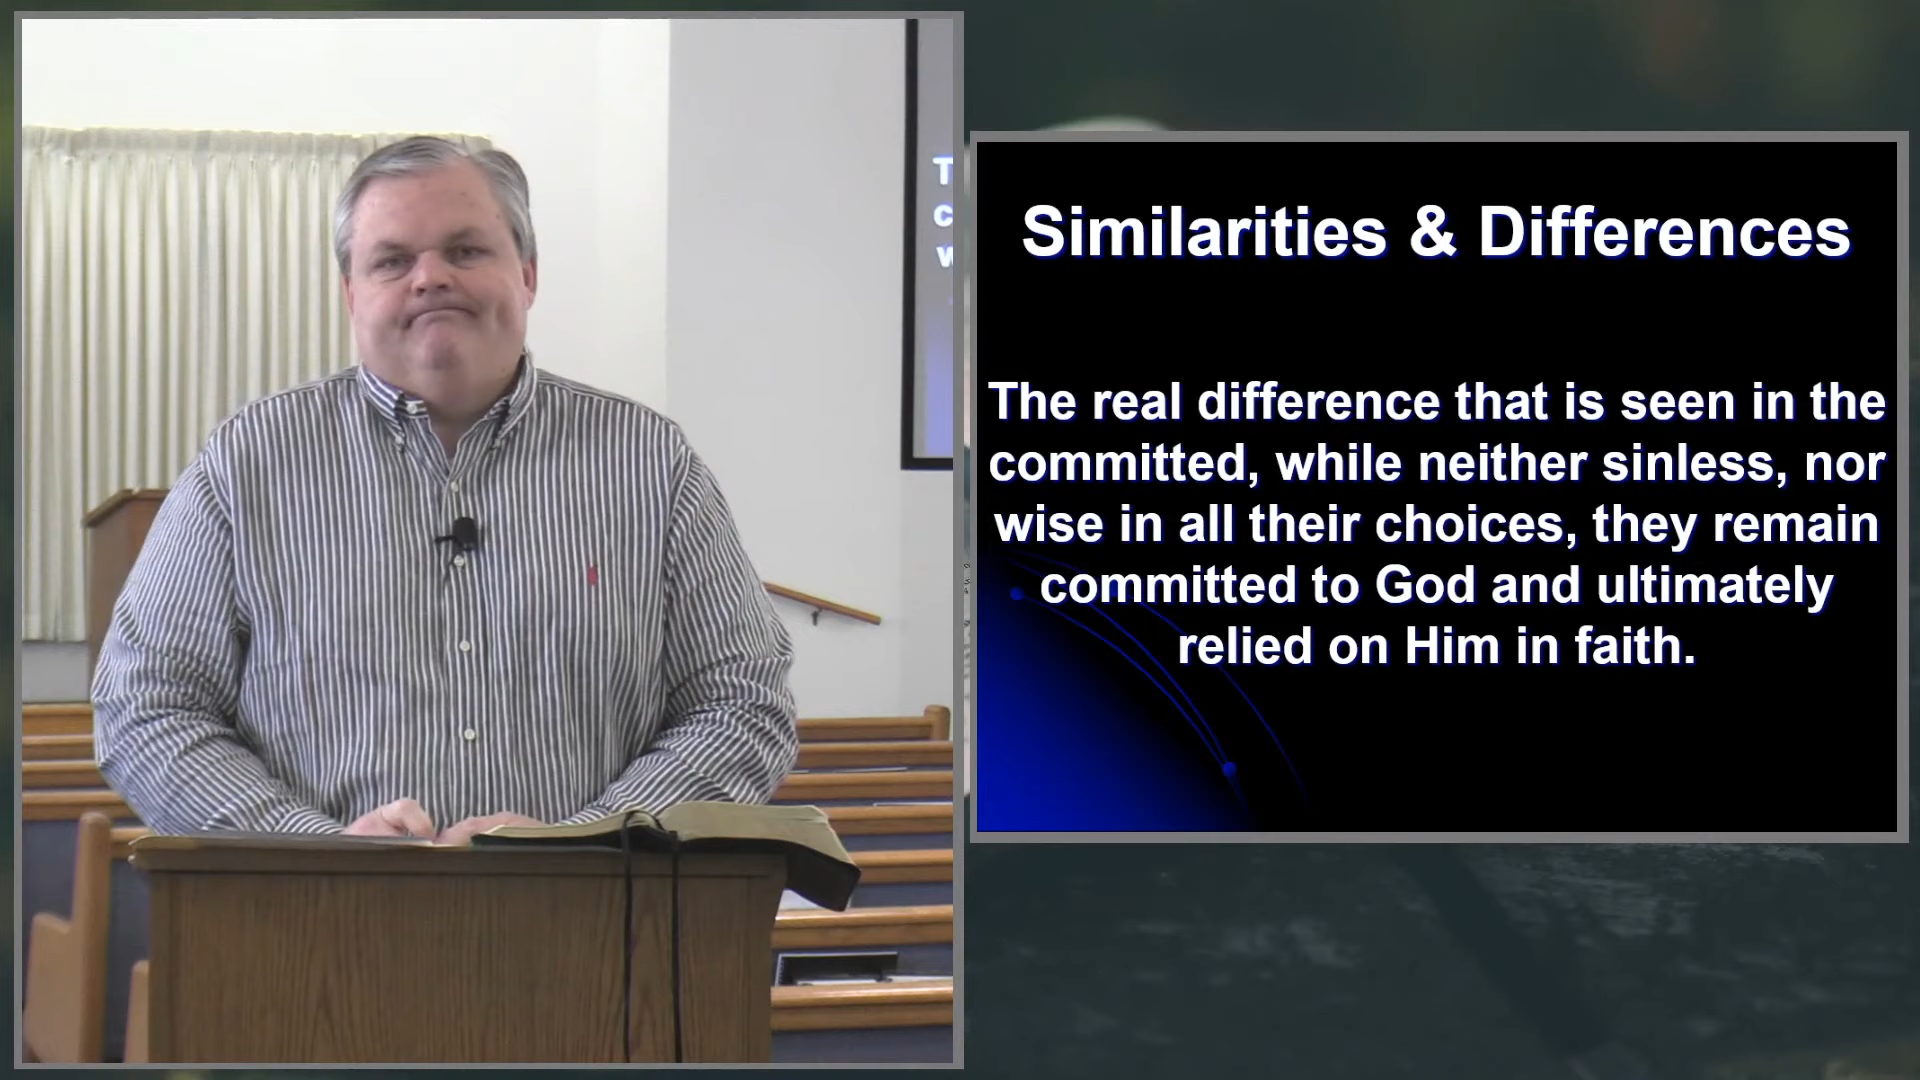 T
c
w
Similarities & Differences
The real difference that is seen in the
committed, while neither sinless, nor
wise in all their choices, they remain
committed to God and ultimately
relied on Him in faith.